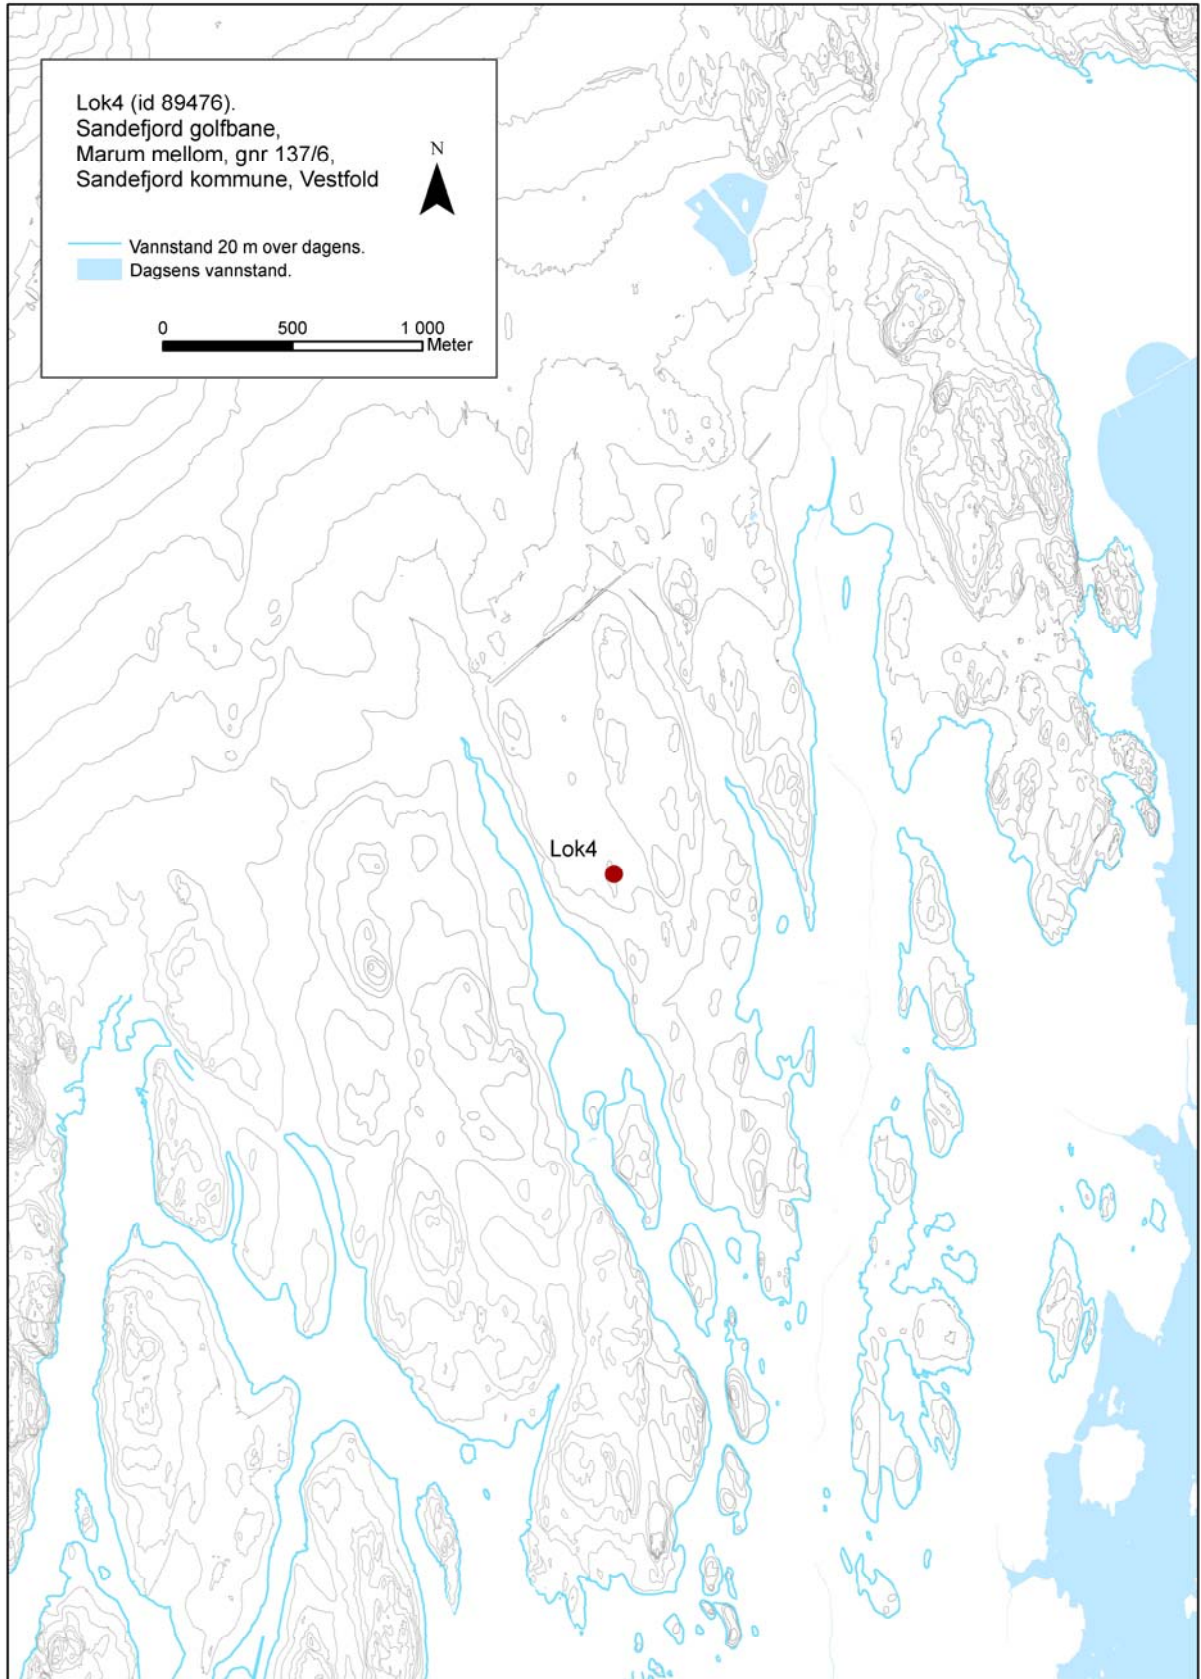 Lok4 (id 89476).
Sandefjord golfbane,
Marum mellom, gnr 137/6,
Sandefjord kommune, Vestfold
N
Vannstand 20 m over dagens.
Dagsens vannstand.
0 500 1 000
Meter
Lok4